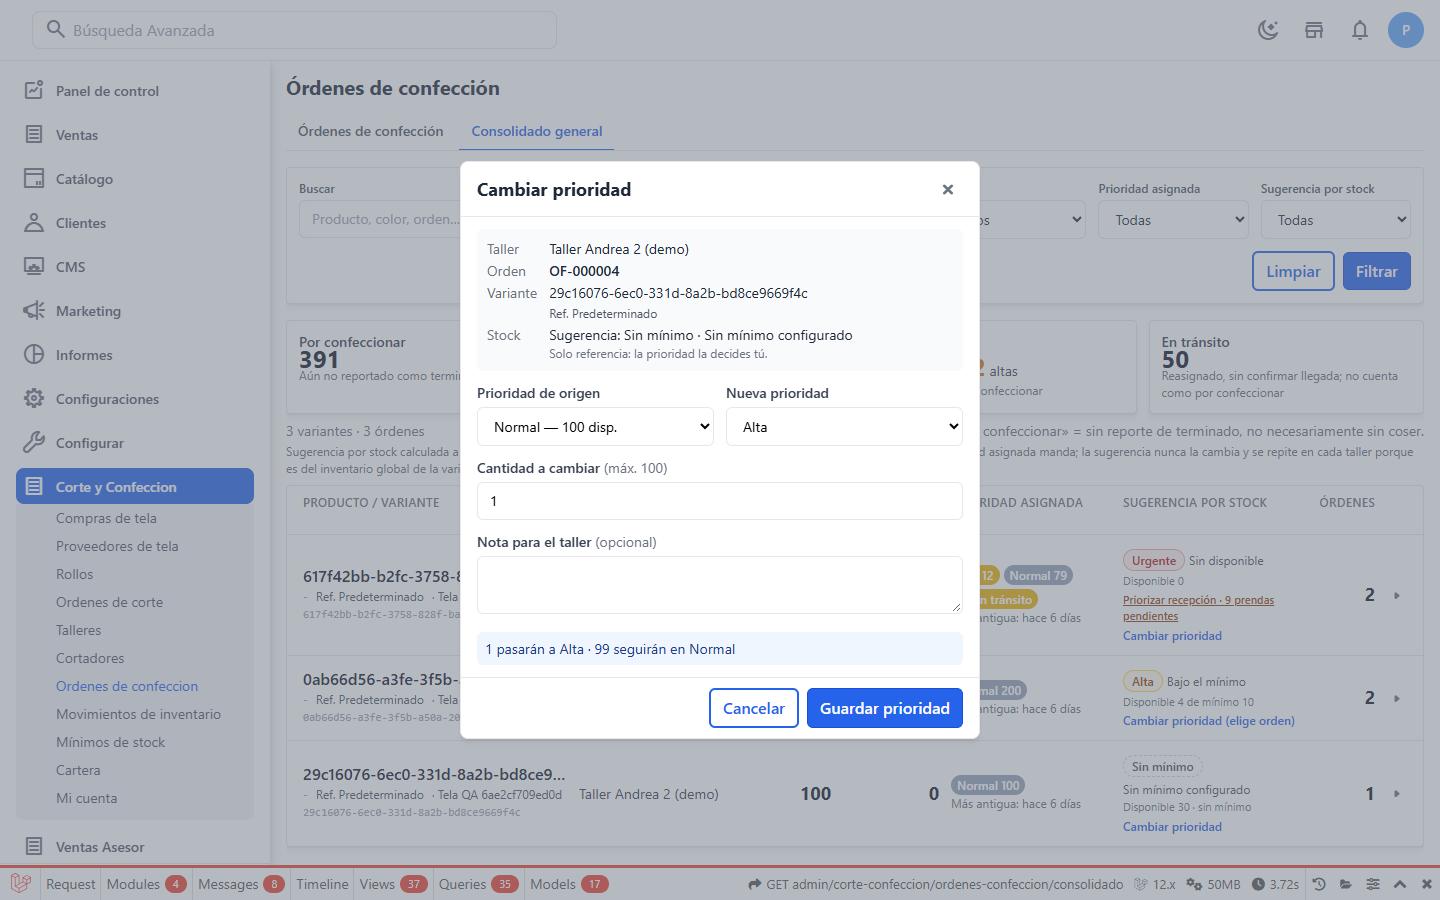 Búsqueda Avanzada
P
Panel de control
Ventas
Catálogo
Clientes
CMS
Marketing
Informes
Configuraciones
Configurar
Corte y Confeccion
Compras de tela
Proveedores de tela
Rollos
Ordenes de corte
Talleres
Cortadores
Ordenes de confeccion
Movimientos de inventario
Mínimos de stock
Cartera
Mi cuenta
Ventas Asesor
Órdenes de confección
Órdenes de confección
Consolidado general
Buscar
Producto, color, orden...
Prioridad asignada
Todas
Sugerencia por stock
Todas
Limpiar
Filtrar
Por confeccionar
391
Aún no reportado como termi
altas
onfeccionar
En tránsito
50
Reasignado, sin confirmar llegada; no cuenta
como por confeccionar
3 variantes · 3 órdenes
confeccionar» = sin reporte de terminado, no necesariamente sin coser.
Sugerencia por stock calculada a
d asignada manda; la sugerencia nunca la cambia y se repite en cada taller porque
es del inventario global de la vari
PRODUCTO / VARIANTE
RIDAD ASIGNADA
SUGERENCIA POR STOCK
ÓRDENES
617f42bb-b2fc-3758-8
- Ref. Predeterminado · Tela
617f42bb-b2fc-3758-828f-ba
12
Normal 79
n tránsito
antigua: hace 6 días
Urgente Sin disponible
Disponible 0
Priorizar recepción · 9 prendas
pendientes
Cambiar prioridad
2
0ab66d56-a3fe-3f5b-
- Ref. Predeterminado · Tela
0ab66d56-a3fe-3f5b-a50a-20
mal 200
antigua: hace 6 días
Alta Bajo el mínimo
Disponible 4 de mínimo 10
Cambiar prioridad (elige orden)
2
29c16076-6ec0-331d-8a2b-bd8ce9...
- Ref. Predeterminado · Tela QA 6ae2cf709ed0d
29c16076-6ec0-331d-8a2b-bd8ce9669f4c
Taller Andrea 2 (demo)
100
0
Normal 100
Más antigua: hace 6 días
Sin mínimo
Sin mínimo configurado
Disponible 30 · sin mínimo
Cambiar prioridad
1
Cambiar prioridad
Taller Taller Andrea 2 (demo)
Orden OF-000004
Variante 29c16076-6ec0-331d-8a2b-bd8ce9669f4c
Ref. Predeterminado
Stock Sugerencia: Sin mínimo · Sin mínimo configurado
Solo referencia: la prioridad la decides tú.
Prioridad de origen
Normal — 100 disp.
Nueva prioridad
Alta
Cantidad a cambiar (máx. 100)
1
Nota para el taller (opcional)
1 pasarán a Alta · 99 seguirán en Normal
Cancelar
Guardar prioridad
Request
Modules 4
Messages 8
Timeline
Views 37
Queries 35
Models 17
GET admin/corte-confeccion/ordenes-confeccion/consolidado
12.x
50MB
3.72s